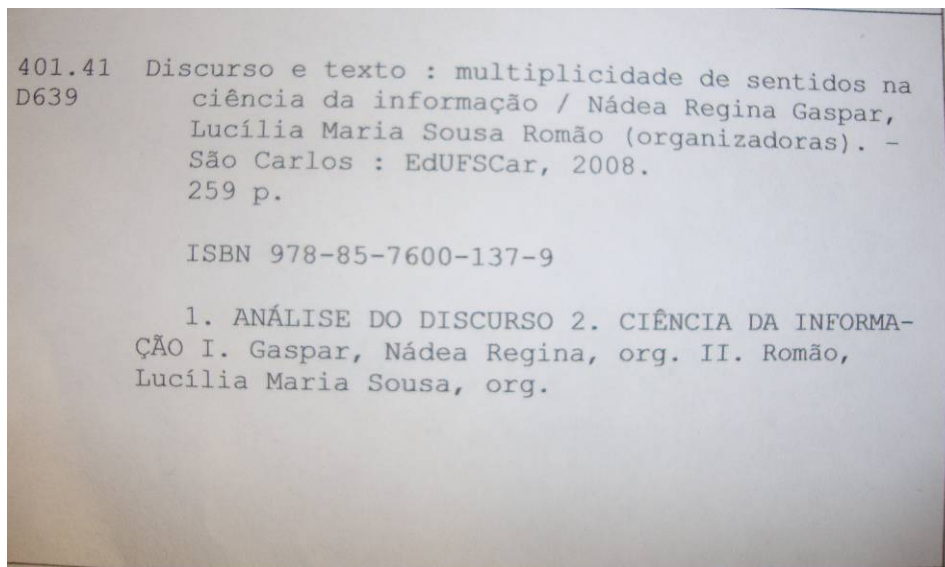 401.41 Discurso e texto : multiplicidade de sentidos na
D639 ciência da informação / Nádea Regina Gaspar,
Lucília Maria Sousa Romão (organizadoras). -
São Carlos : EdUFSCar, 2008.
259 p.
ISBN 978-85-7600-137-9
1. ANÁLISE DO DISCURSO 2. CIÊNCIA DA INFORMA-
ÇÃO I. Gaspar, Nádea Regina, org. II. Romão,
Lucília Maria Sousa, org.